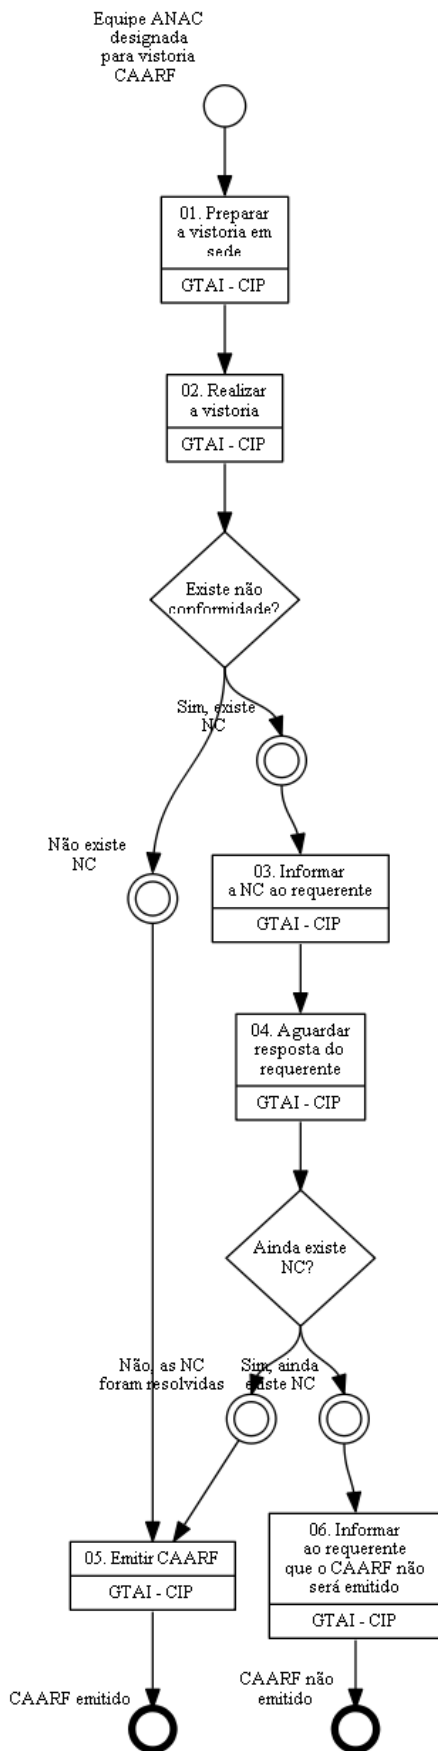 Equipe ANAC
designada
para vistoria
CAARF
01. Preparar
a vistoria em
sede
GTAI - CIP
02. Realizar
a vistoria
GTAI - CIP
Existe não
conformidade?
Sim, existe
NC
Não existe
NC
03. Informar
a NC ao requerente
GTAI - CIP
04. Aguardar
resposta do
requerente
GTAI - CIP
Ainda existe
NC?
Não, as NC
foram resolvidas
Sim, ainda
existe NC
05. Emitir CAARF
GTAI - CIP
06. Informar
ao requerente
que o CAARF não
será emitido
GTAI - CIP
CAARF emitido
CAARF não
emitido